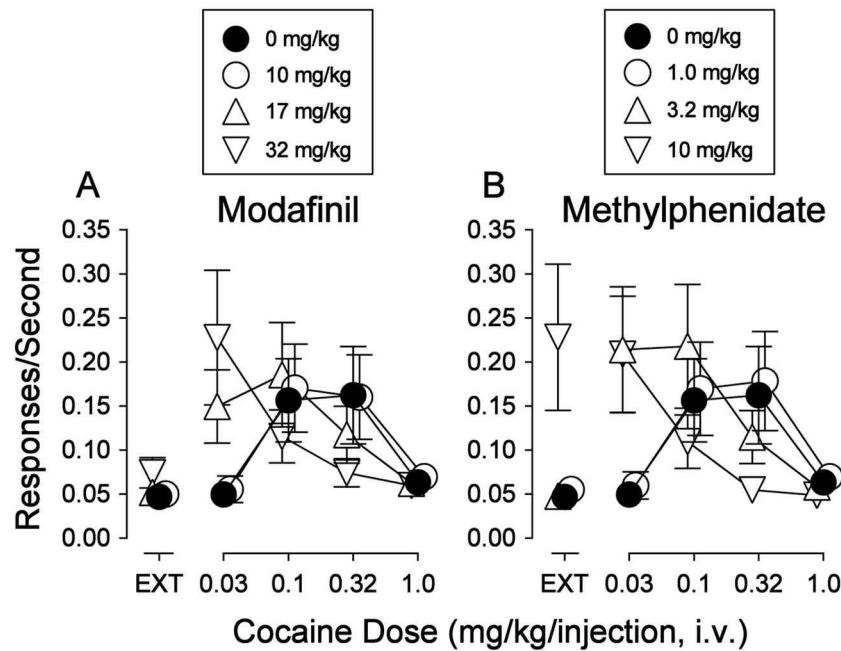 0 mg/kg
10 mg/kg
17 mg/kg
32 mg/kg
0 mg/kg
1.0 mg/kg
3.2 mg/kg
10 mg/kg
A
Modafinil
B
Methylphenidate
Responses/Second
0.35
0.30
0.25
0.20
0.15
0.10
0.05
0.00
0.35
0.30
0.25
0.20
0.15
0.10
0.05
0.00
EXT 0.03 0.1 0.32 1.0
EXT 0.03 0.1 0.32 1.0
Cocaine Dose (mg/kg/injection, i.v.)